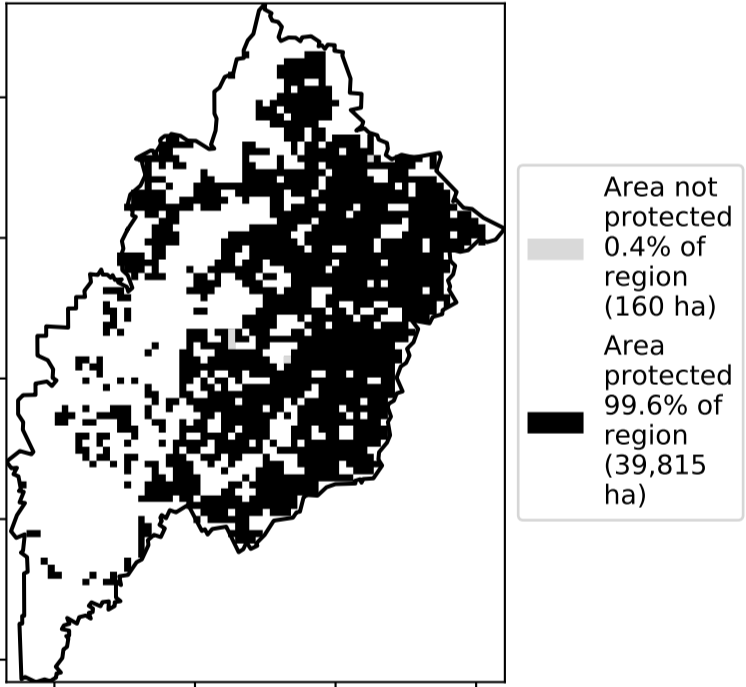 Area not
protected
0.4% of
region
(160 ha)
Area
protected
99.6% of
region
(39,815
ha)